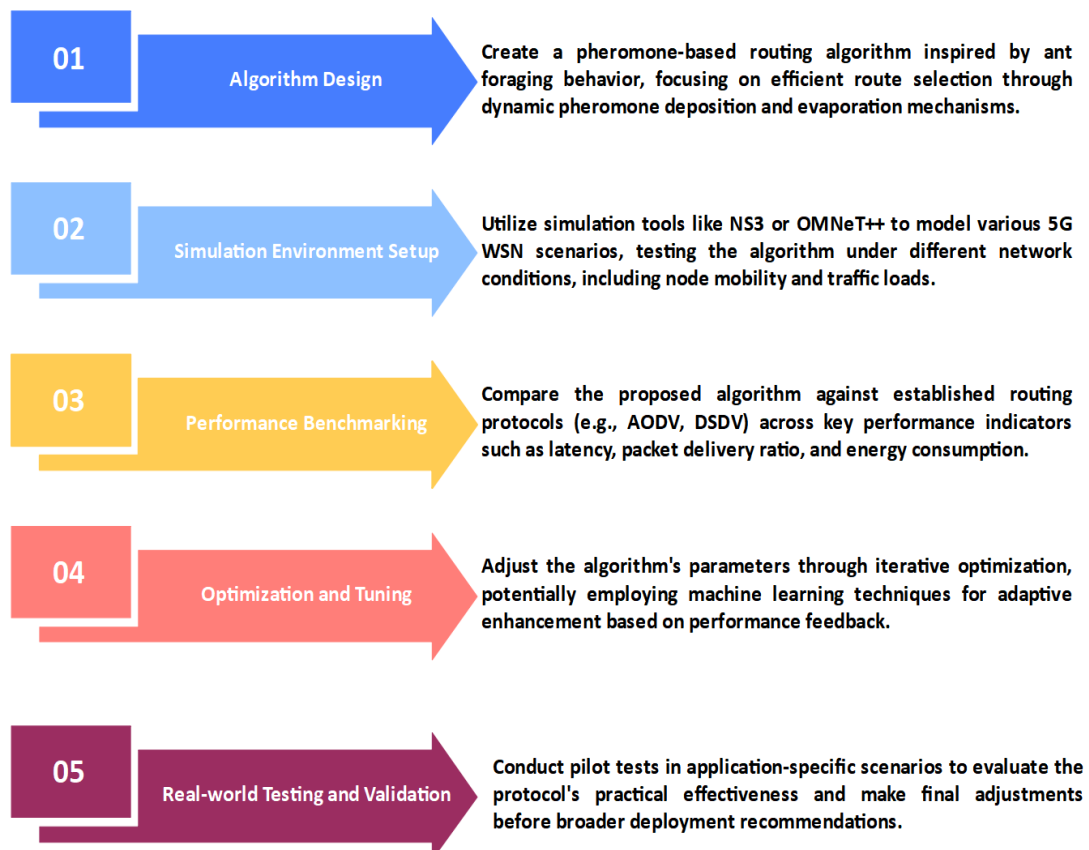 01
Algorithm Design
Create a pheromone-based routing algorithm inspired by ant
foraging behavior, focusing on efficient route selection through
dynamic pheromone deposition and evaporation mechanisms.
02
Simulation Environment Setup
Utilize simulation tools like NS3 or OMNeT++ to model various 5G
WSN scenarios, testing the algorithm under different network
conditions, including node mobility and traffic loads.
03
Performance Benchmarking
Compare the proposed algorithm against established routing
protocols (e.g., AODV, DSDV) across key performance indicators
such as latency, packet delivery ratio, and energy consumption.
04
Optimization and Tuning
Adjust the algorithm's parameters through iterative optimization,
potentially employing machine learning techniques for adaptive
enhancement based on performance feedback.
05
Real-world Testing and Validation
Conduct pilot tests in application-specific scenarios to evaluate the
protocol's practical effectiveness and make final adjustments
before broader deployment recommendations.